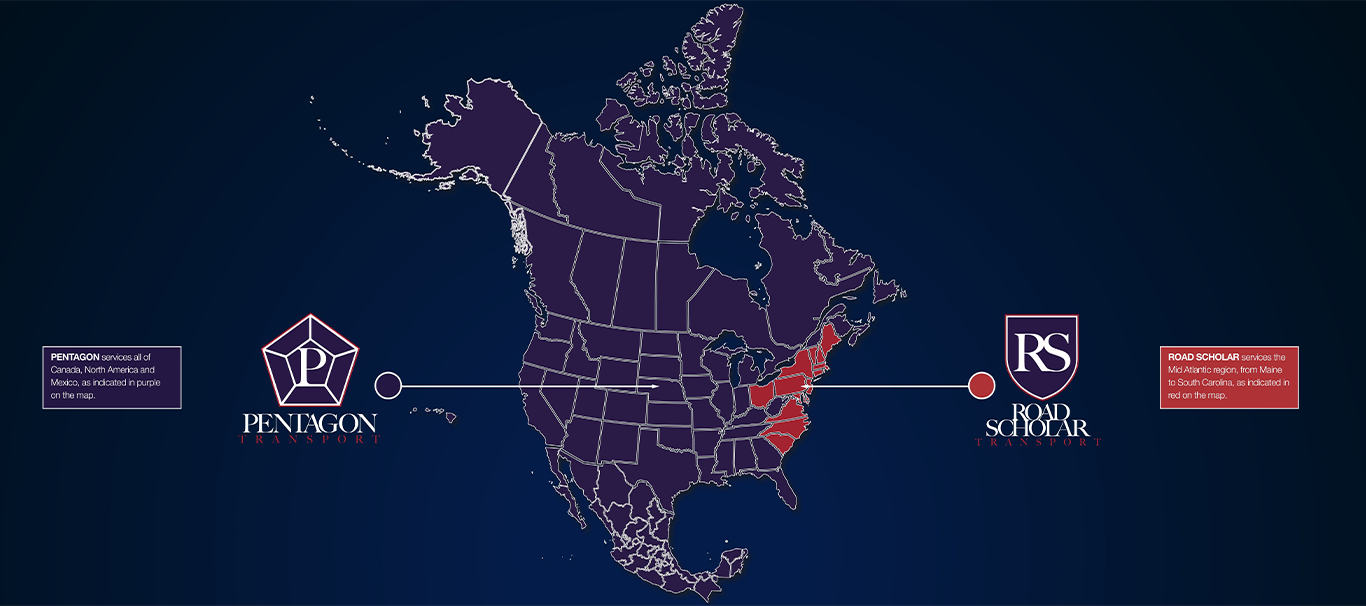 PENTAGON services all of
Canada, North America and
Mexico, as indicated in purple
on the map.
P
PENTAGON
TRANSPORT
RS
ROAD
SCHOLAR
TRANSPORT
ROAD SCHOLAR services the
Mid Atlantic region, from Maine
to South Carolina, as indicated in
red on the map.